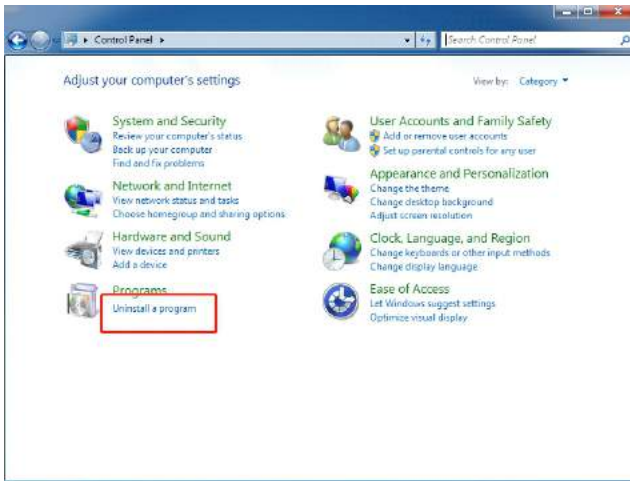 Control Panel
Search Control Panel
Adjust your computer's settings
View by: Category
System and Security
Review your computer's status
Back up your computer
Find and fix problems
Network and Internet
View network status and tasks
Choose homegroup and sharing options
Hardware and Sound
View devices and printers
Add a device
Programs
Uninstall a program
User Accounts and Family Safety
Add or remove user accounts
Set up parental controls for any user
Appearance and Personalization
Change the theme
Change desktop background
Adjust screen resolution
Clock, Language, and Region
Change keyboards or other input methods
Change display language
Ease of Access
Let Windows suggest settings
Optimize visual display